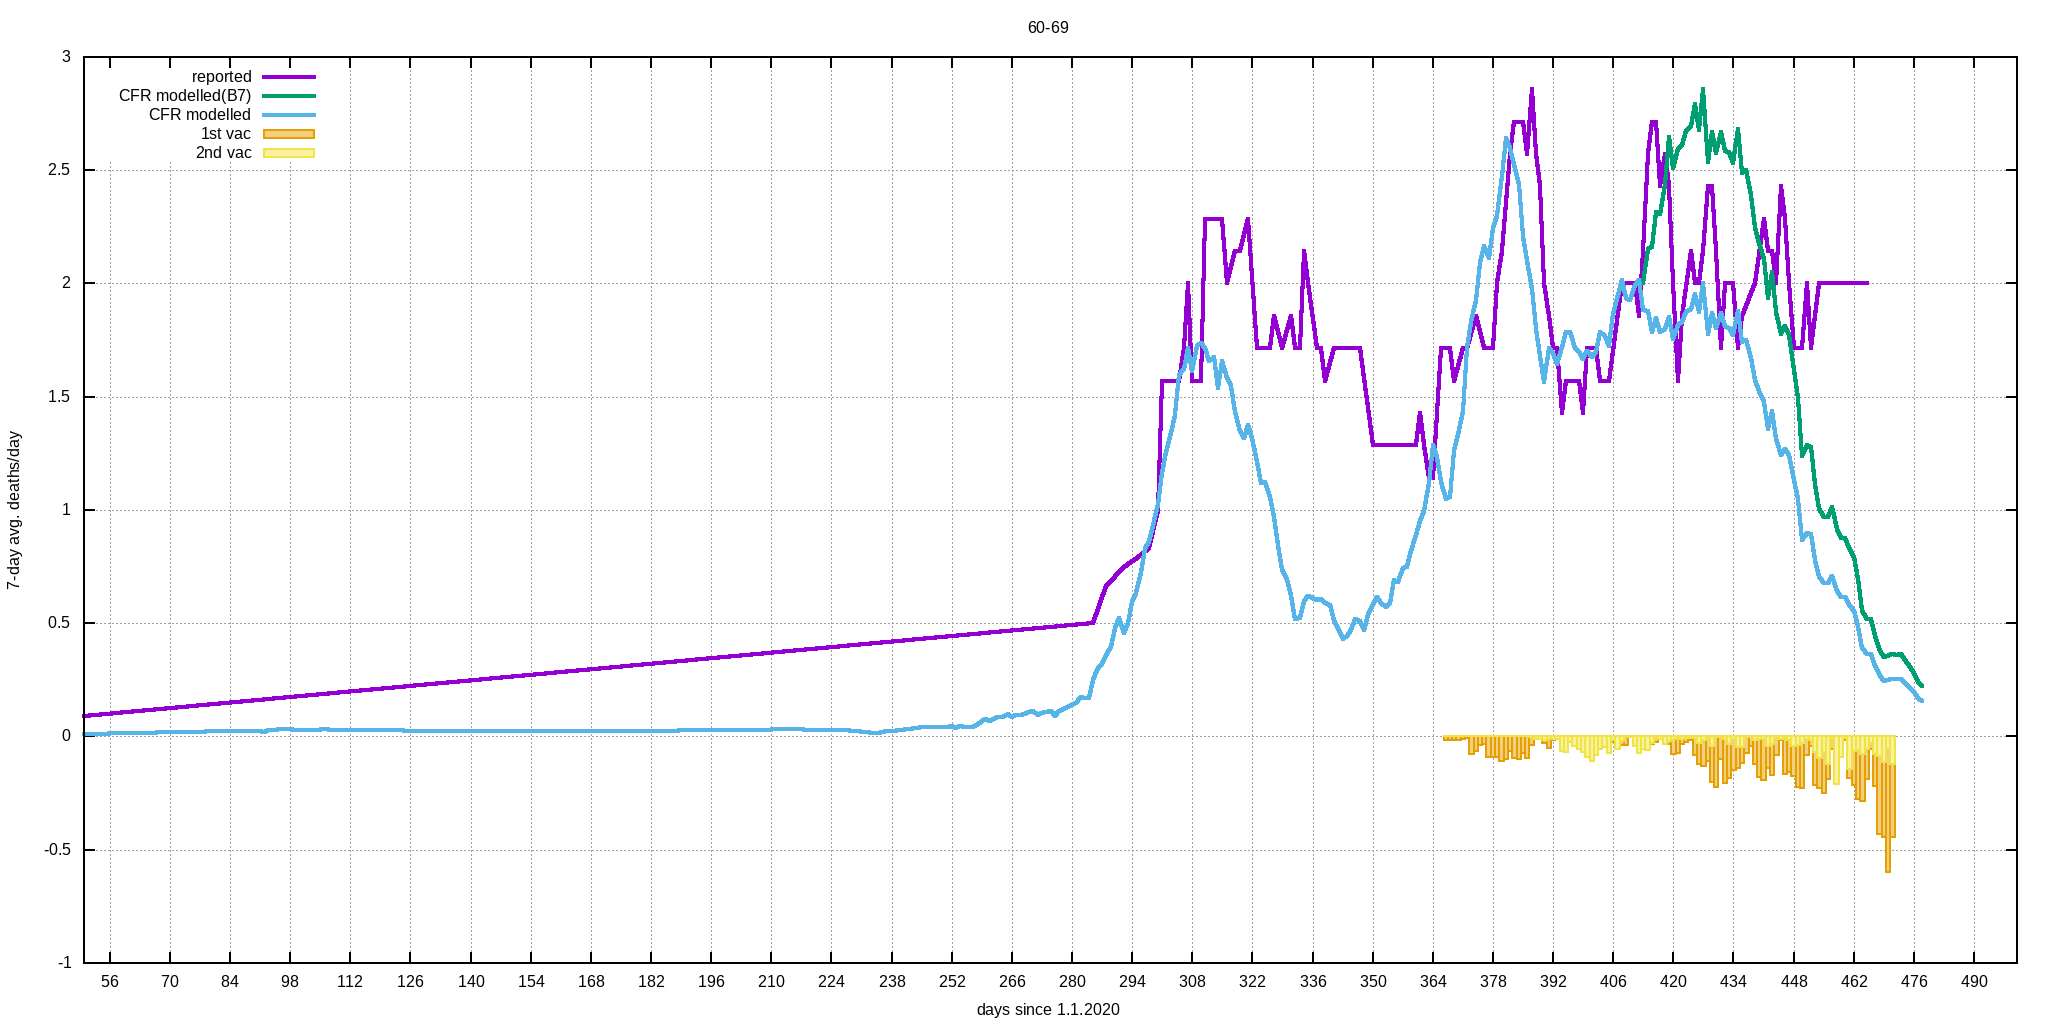 60-69
reported
CFR modelled(B7)
CFR modelled
1st vac
2nd vac
3
2.5
2
1.5
1
0.5
0
-0.5
-1
7-day avg. deaths/day
56 70 84 98 112 126 140 154 168 182 196 210 224 238 252 266 280 294 308 322 336 350 364 378 392 406 420 434 448 462 476 490
days since 1.1.2020